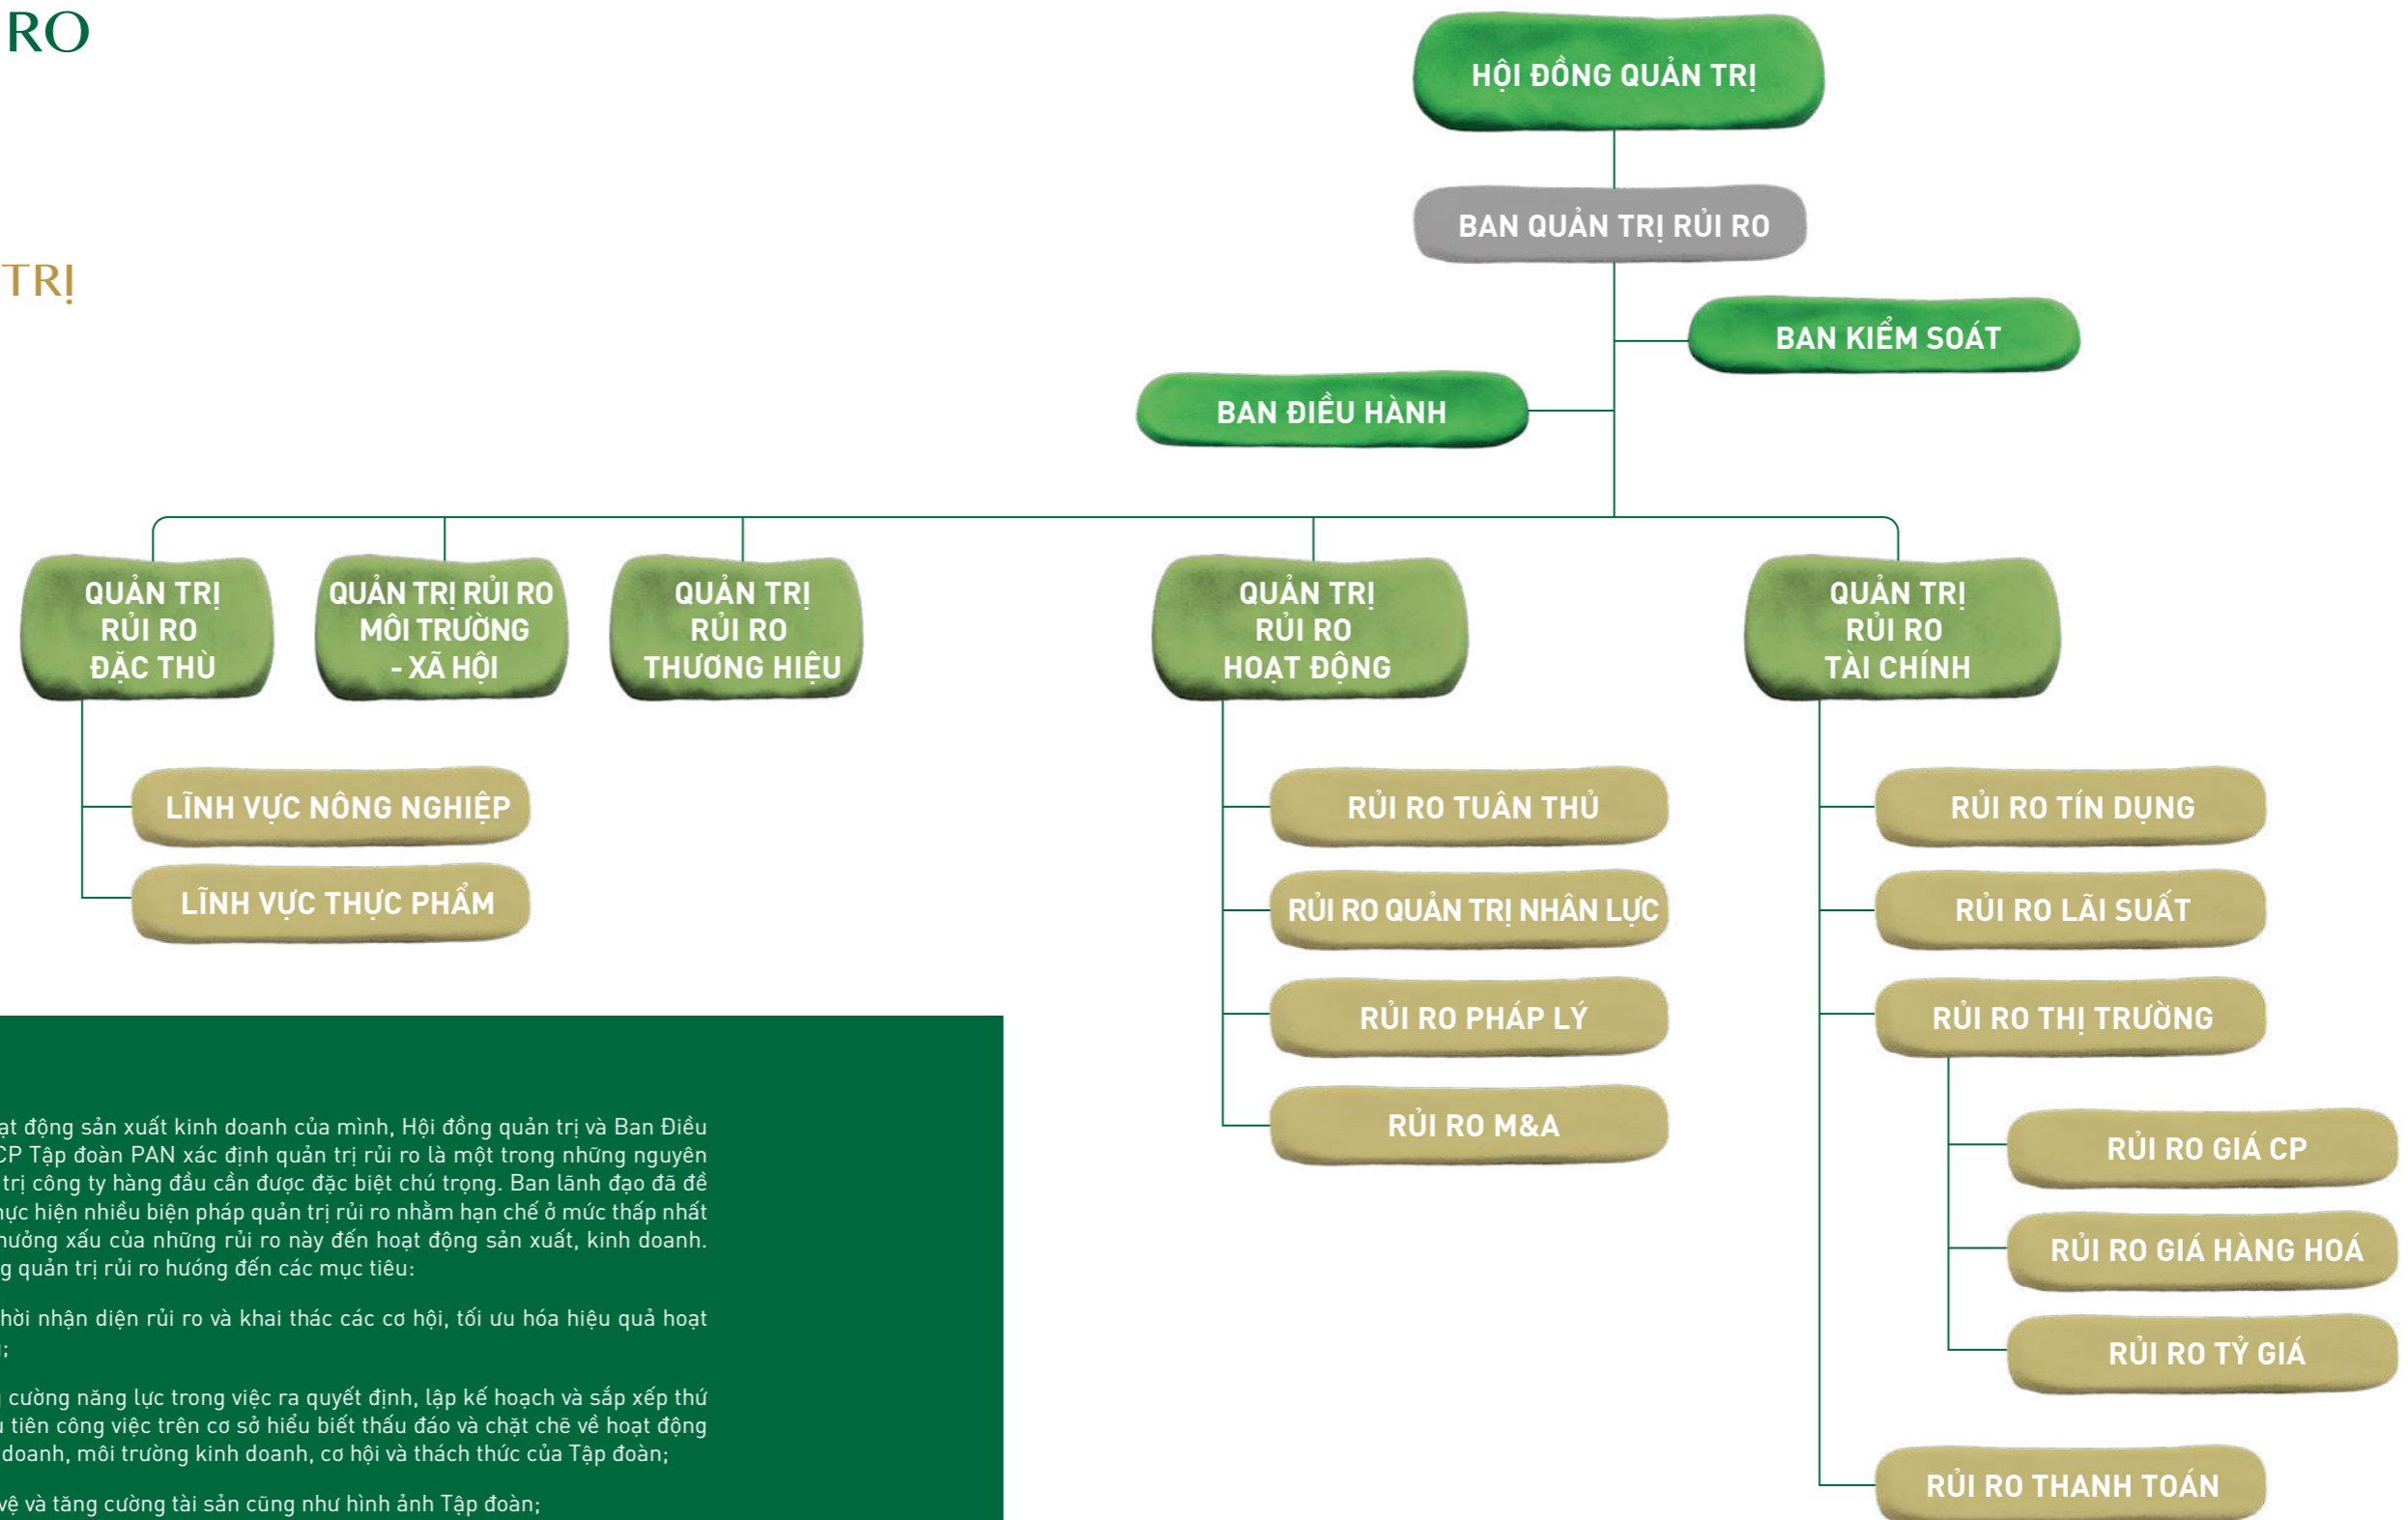 RO
TRỊ
HỘI ĐỒNG QUẢN TRỊ
BAN QUẢN TRỊ RỦI RO
BAN KIỂM SOÁT
BAN ĐIỀU HÀNH
QUẢN TRỊ
RỦI RO
ĐẶC THÙ
QUẢN TRỊ RỦI RO
MÔI TRƯỜNG
- XÃ HỘI
QUẢN TRỊ
RỦI RO
THƯƠNG HIỆU
QUẢN TRỊ
RỦI RO
HOẠT ĐỘNG
QUẢN TRỊ
RỦI RO
TÀI CHÍNH
LĨNH VỰC NÔNG NGHIỆP
LĨNH VỰC THỰC PHẨM
RỦI RO TUÂN THỦ
RỦI RO QUẢN TRỊ NHÂN LỰC
RỦI RO PHÁP LÝ
RỦI RO M&A
RỦI RO TÍN DỤNG
RỦI RO LÃI SUẤT
RỦI RO THỊ TRƯỜNG
RỦI RO GIÁ CP
RỦI RO GIÁ HÀNG HOÁ
RỦI RO TỶ GIÁ
RỦI RO THANH TOÁN
ạt động sản xuất kinh doanh của mình, Hội đồng quản trị và Ban Điều
CP Tập đoàn PAN xác định quản trị rủi ro là một trong những nguyên
trị công ty hàng đầu cần được đặc biệt chú trọng. Ban lãnh đạo đã đề
hực hiện nhiều biện pháp quản trị rủi ro nhằm hạn chế ở mức thấp nhất
hưởng xấu của những rủi ro này đến hoạt động sản xuất, kinh doanh.
g quản trị rủi ro hướng đến các mục tiêu:
hời nhận diện rủi ro và khai thác các cơ hội, tối ưu hóa hiệu quả hoạt
;
g cường năng lực trong việc ra quyết định, lập kế hoạch và sắp xếp thứ
u tiên công việc trên cơ sở hiểu biết thấu đáo và chặt chẽ về hoạt động
doanh, môi trường kinh doanh, cơ hội và thách thức của Tập đoàn;
vệ và tăng cường tài sản cũng như hình ảnh Tập đoàn;